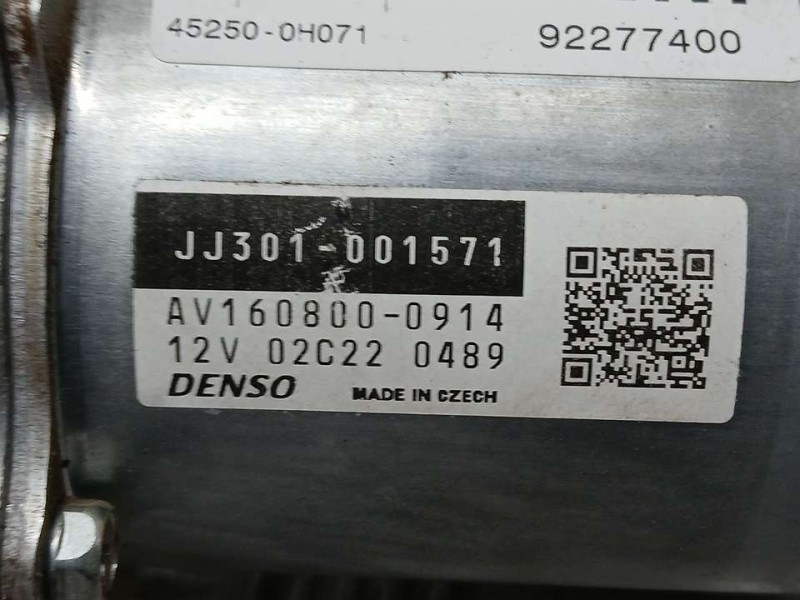 45250-0H071 92277400
JJ301-001571
AV160800-0914
12V 02C22 0489
DENSO MADE IN CZECH